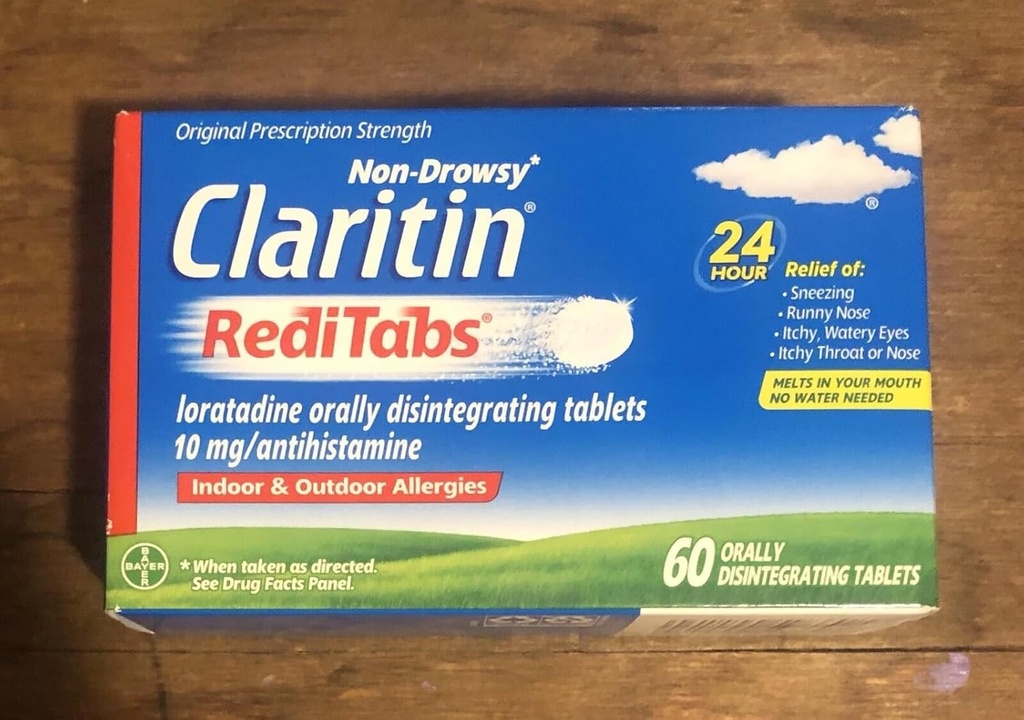 Original Prescription Strength
Non-Drowsy*
Claritin®
RediTabs®
loratadine orally disintegrating tablets
10 mg/antihistamine
Indoor & Outdoor Allergies
®
24
HOUR
Relief of:
• Sneezing
• Runny Nose
• Itchy, Watery Eyes
• Itchy Throat or Nose
MELTS IN YOUR MOUTH
NO WATER NEEDED
BAYER
BAYER
* When taken as directed.
See Drug Facts Panel.
60 ORALLY
DISINTEGRATING TABLETS